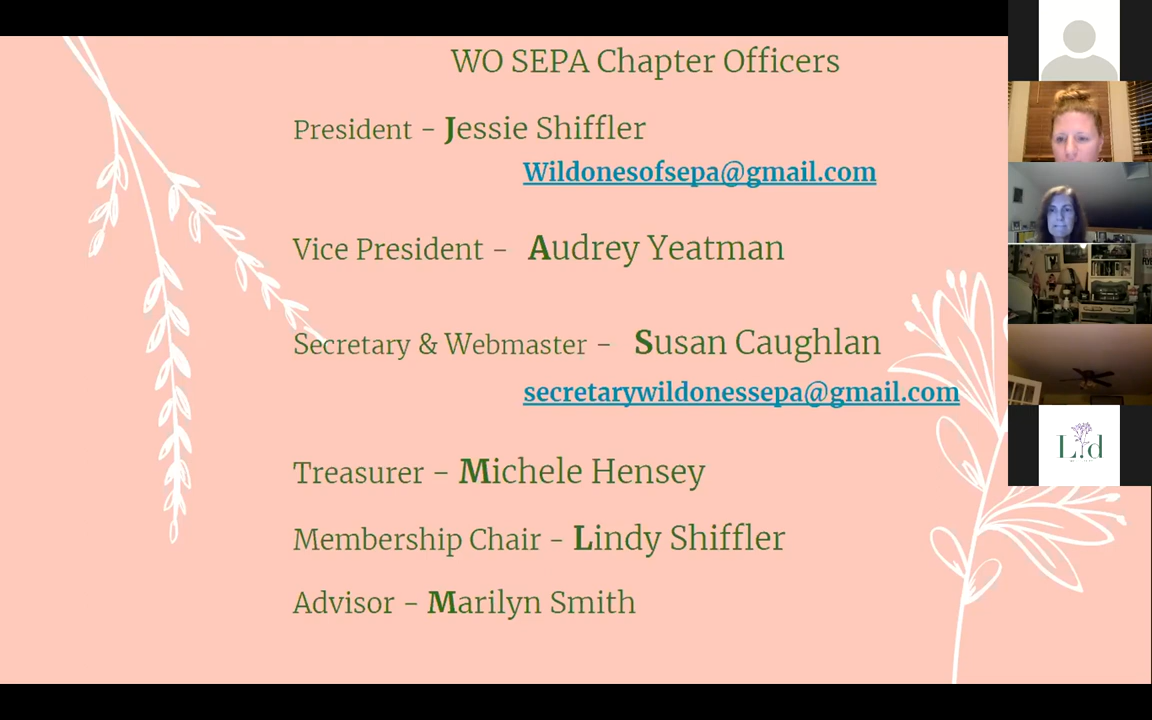 WO SEPA Chapter Officers
President - Jessie Shiffler
Wildonesofsepa@gmail.com
Vice President - Audrey Yeatman
Secretary & Webmaster - Susan Caughlan
secretarywildonessepa@gmail.com
Treasurer - Michele Hensey
Membership Chair - Lindy Shiffler
Advisor - Marilyn Smith